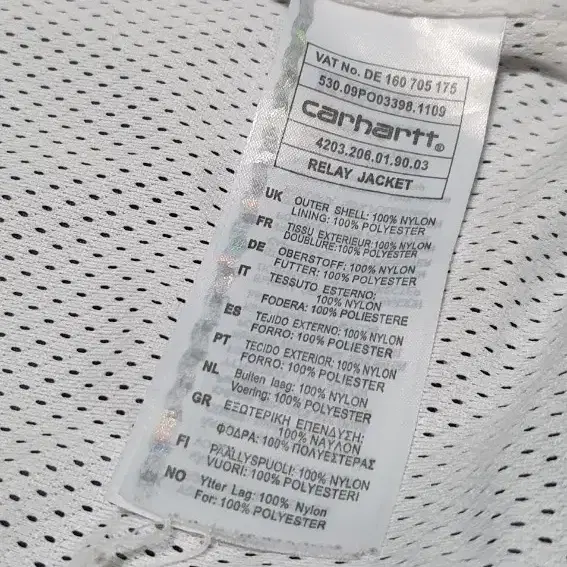 VAT No. DE 160 705 175
530.09PO03398.1109
carhartt®
4203.206.01.90.03
RELAY JACKET
UK OUTER SHELL: 100% NYLON
LINING: 100% POLYESTER
FR TISSU EXTERIEUR:100% NYLON
DOUBLURE:100% POLYESTER
DE OBERSTOFF: 100% NYLON
FUTTER: 100% POLYESTER
IT TESSUTO ESTERNO:
100% NYLON
FODERA: 100% POLIESTERE
ES TEJIDO EXTERNO: 100% NYLON
FORRO: 100% POLIESTER
PT TECIDO EXTERIOR: 100% NYLON
FORRO: 100% POLIESTER
NL Buiten laag: 100% NYLON
Voering: 100% POLYESTER
GR ΕΞΩΤΕΡΙΚΗ ΕΠΕΝΔΥΣΗ:
100% ΝΑΥΛΟΝ
ΦΟΔΡΑ: 100% ΠΟΛΥΕΣΤΕΡΑΣ
FI PÄÄLLYSPUOLI: 100% NYLON
VUORI: 100% POLYESTERI
NO Ytter Lag: 100% Nylon
For: 100% POLYESTER